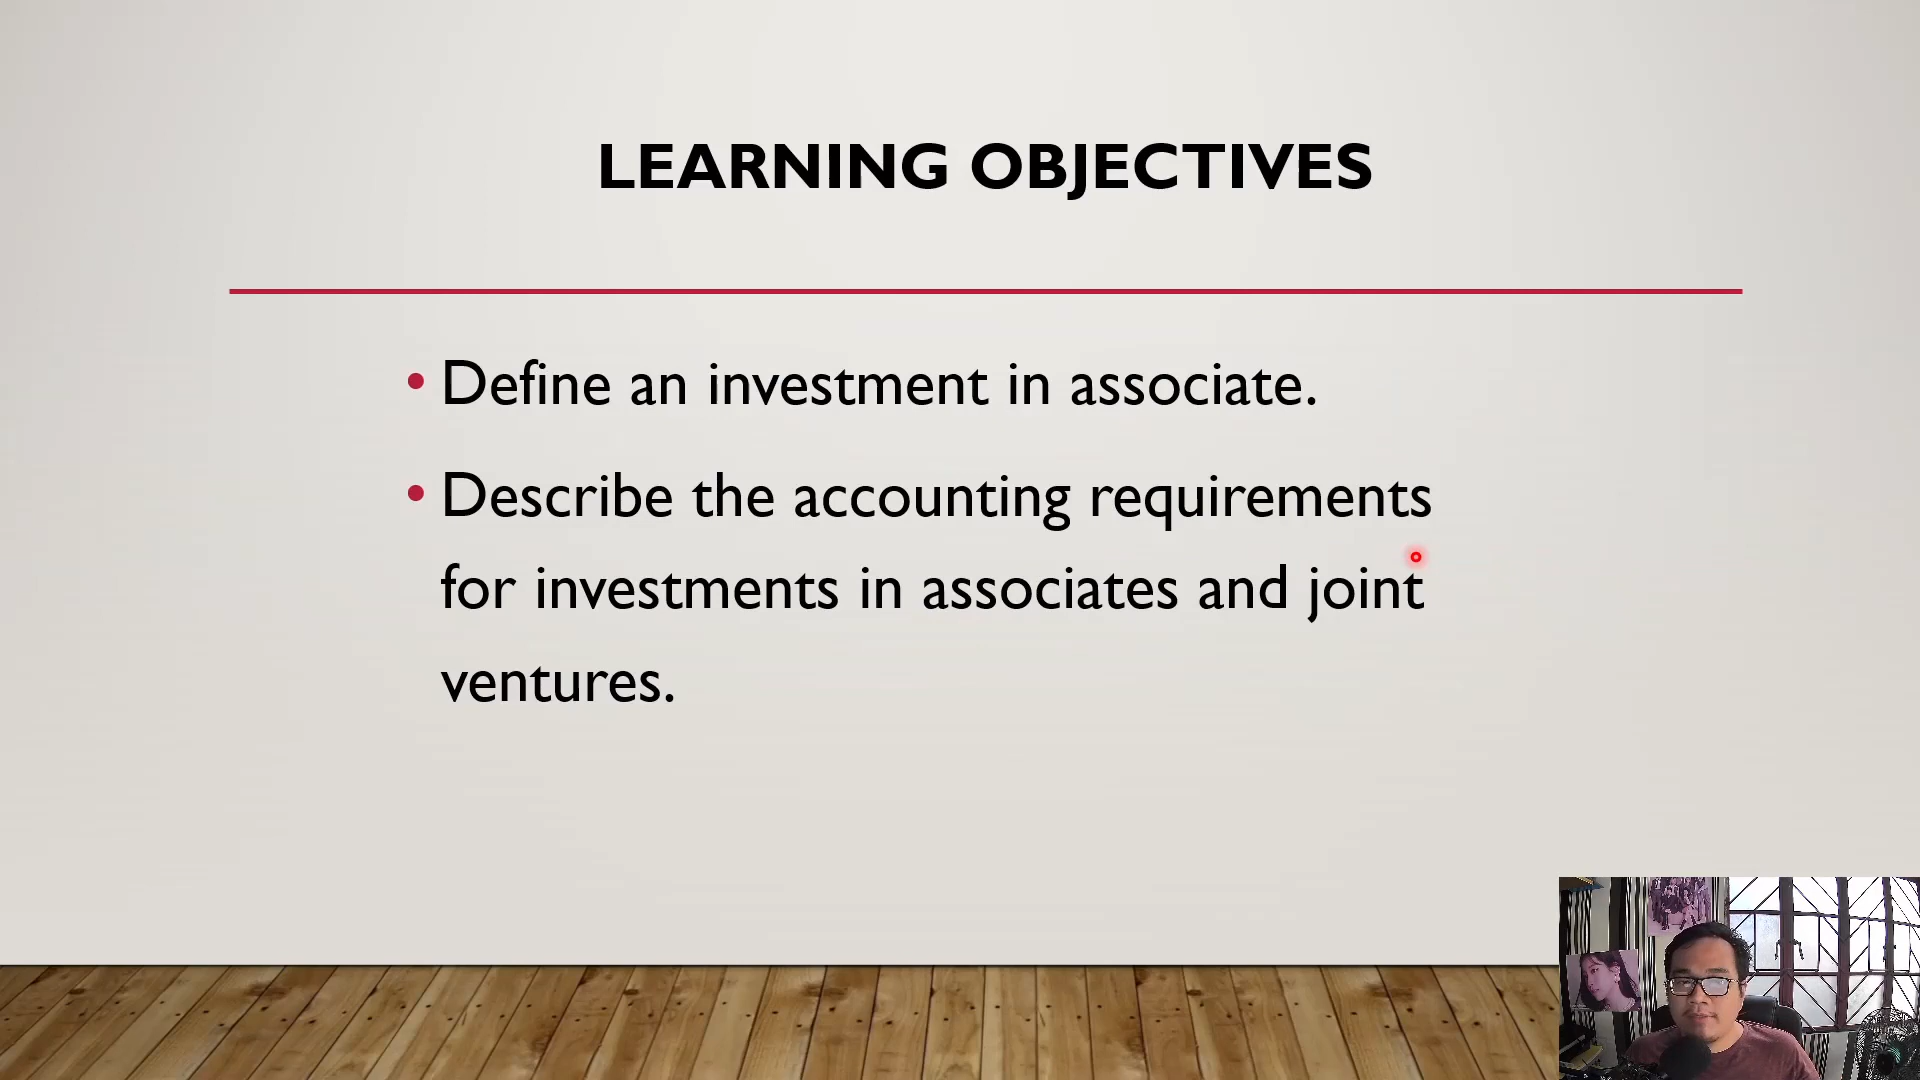 LEARNING OBJECTIVES
• Define an investment in associate.
• Describe the accounting requirements
for investments in associates and joint
ventures.